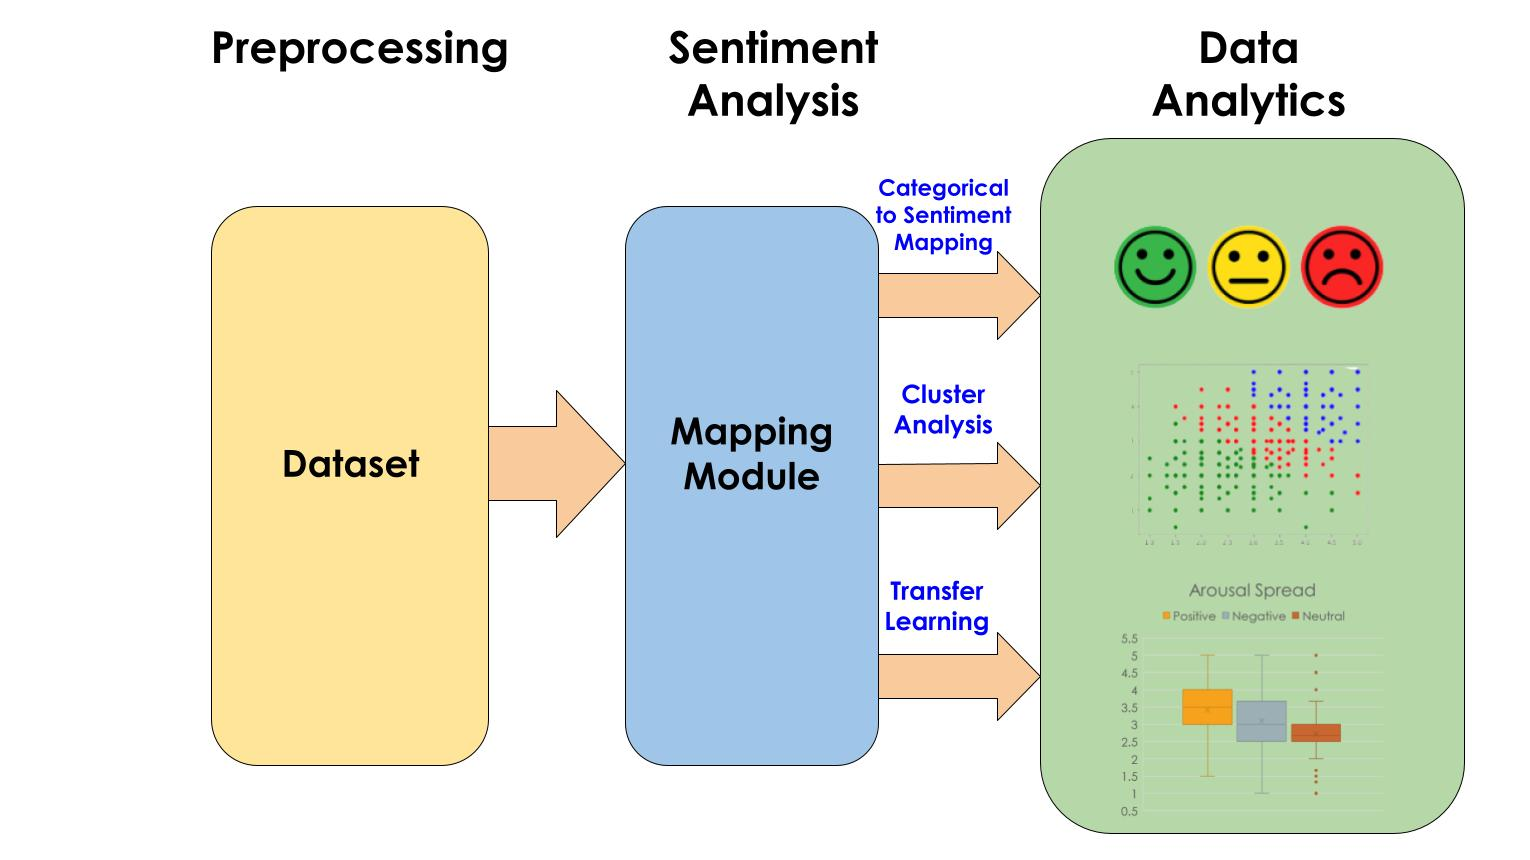 Preprocessing
Sentiment
Analysis
Data
Analytics
Dataset
Mapping
Module
Categorical
to Sentiment
Mapping
Cluster
Analysis
Transfer
Learning
Arousal Spread
Positive Negative Neutral
5.5
5
4.5
4
3.5
3
2.5
2
1.5
1
0.5